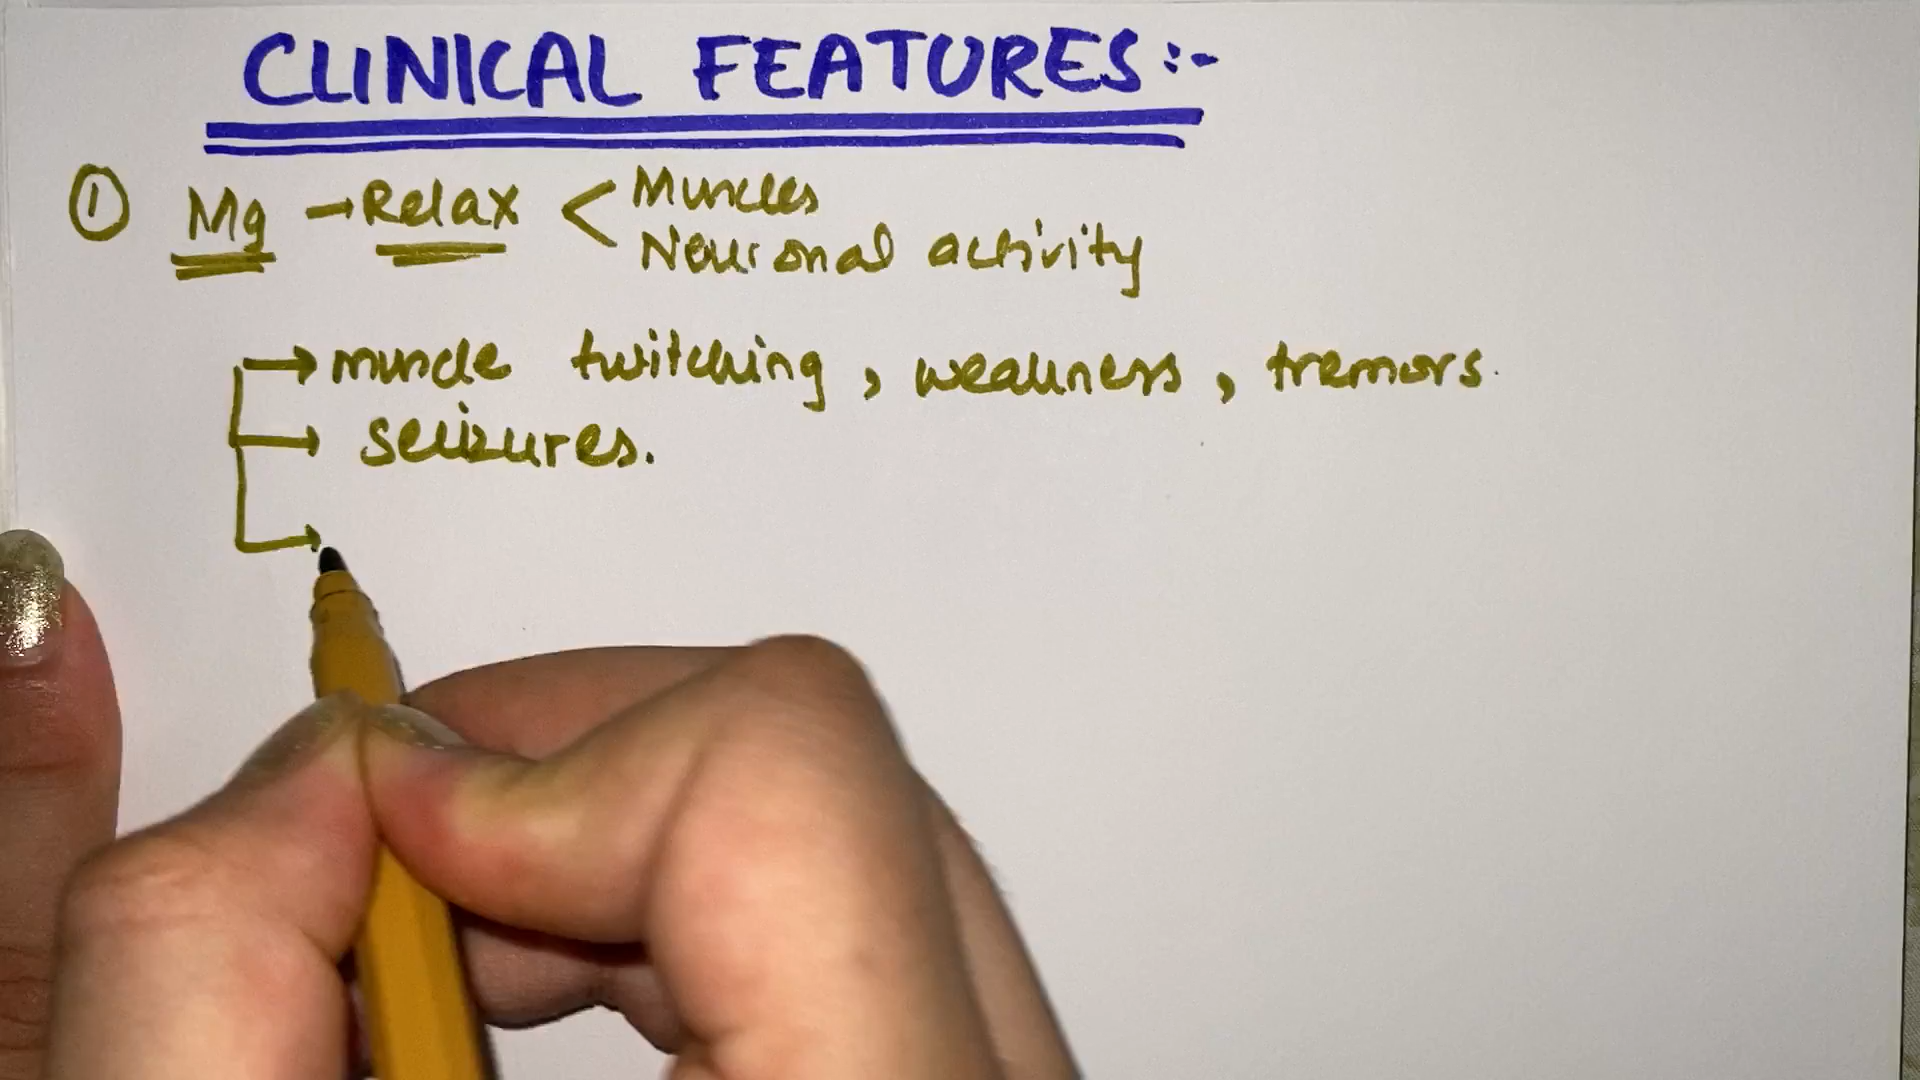 CLINICAL FEATURES:-
① Mg → Relax < Muscles
Neuronal activity
→ muscle twitching, weakness, tremors.
→ seizures.
→